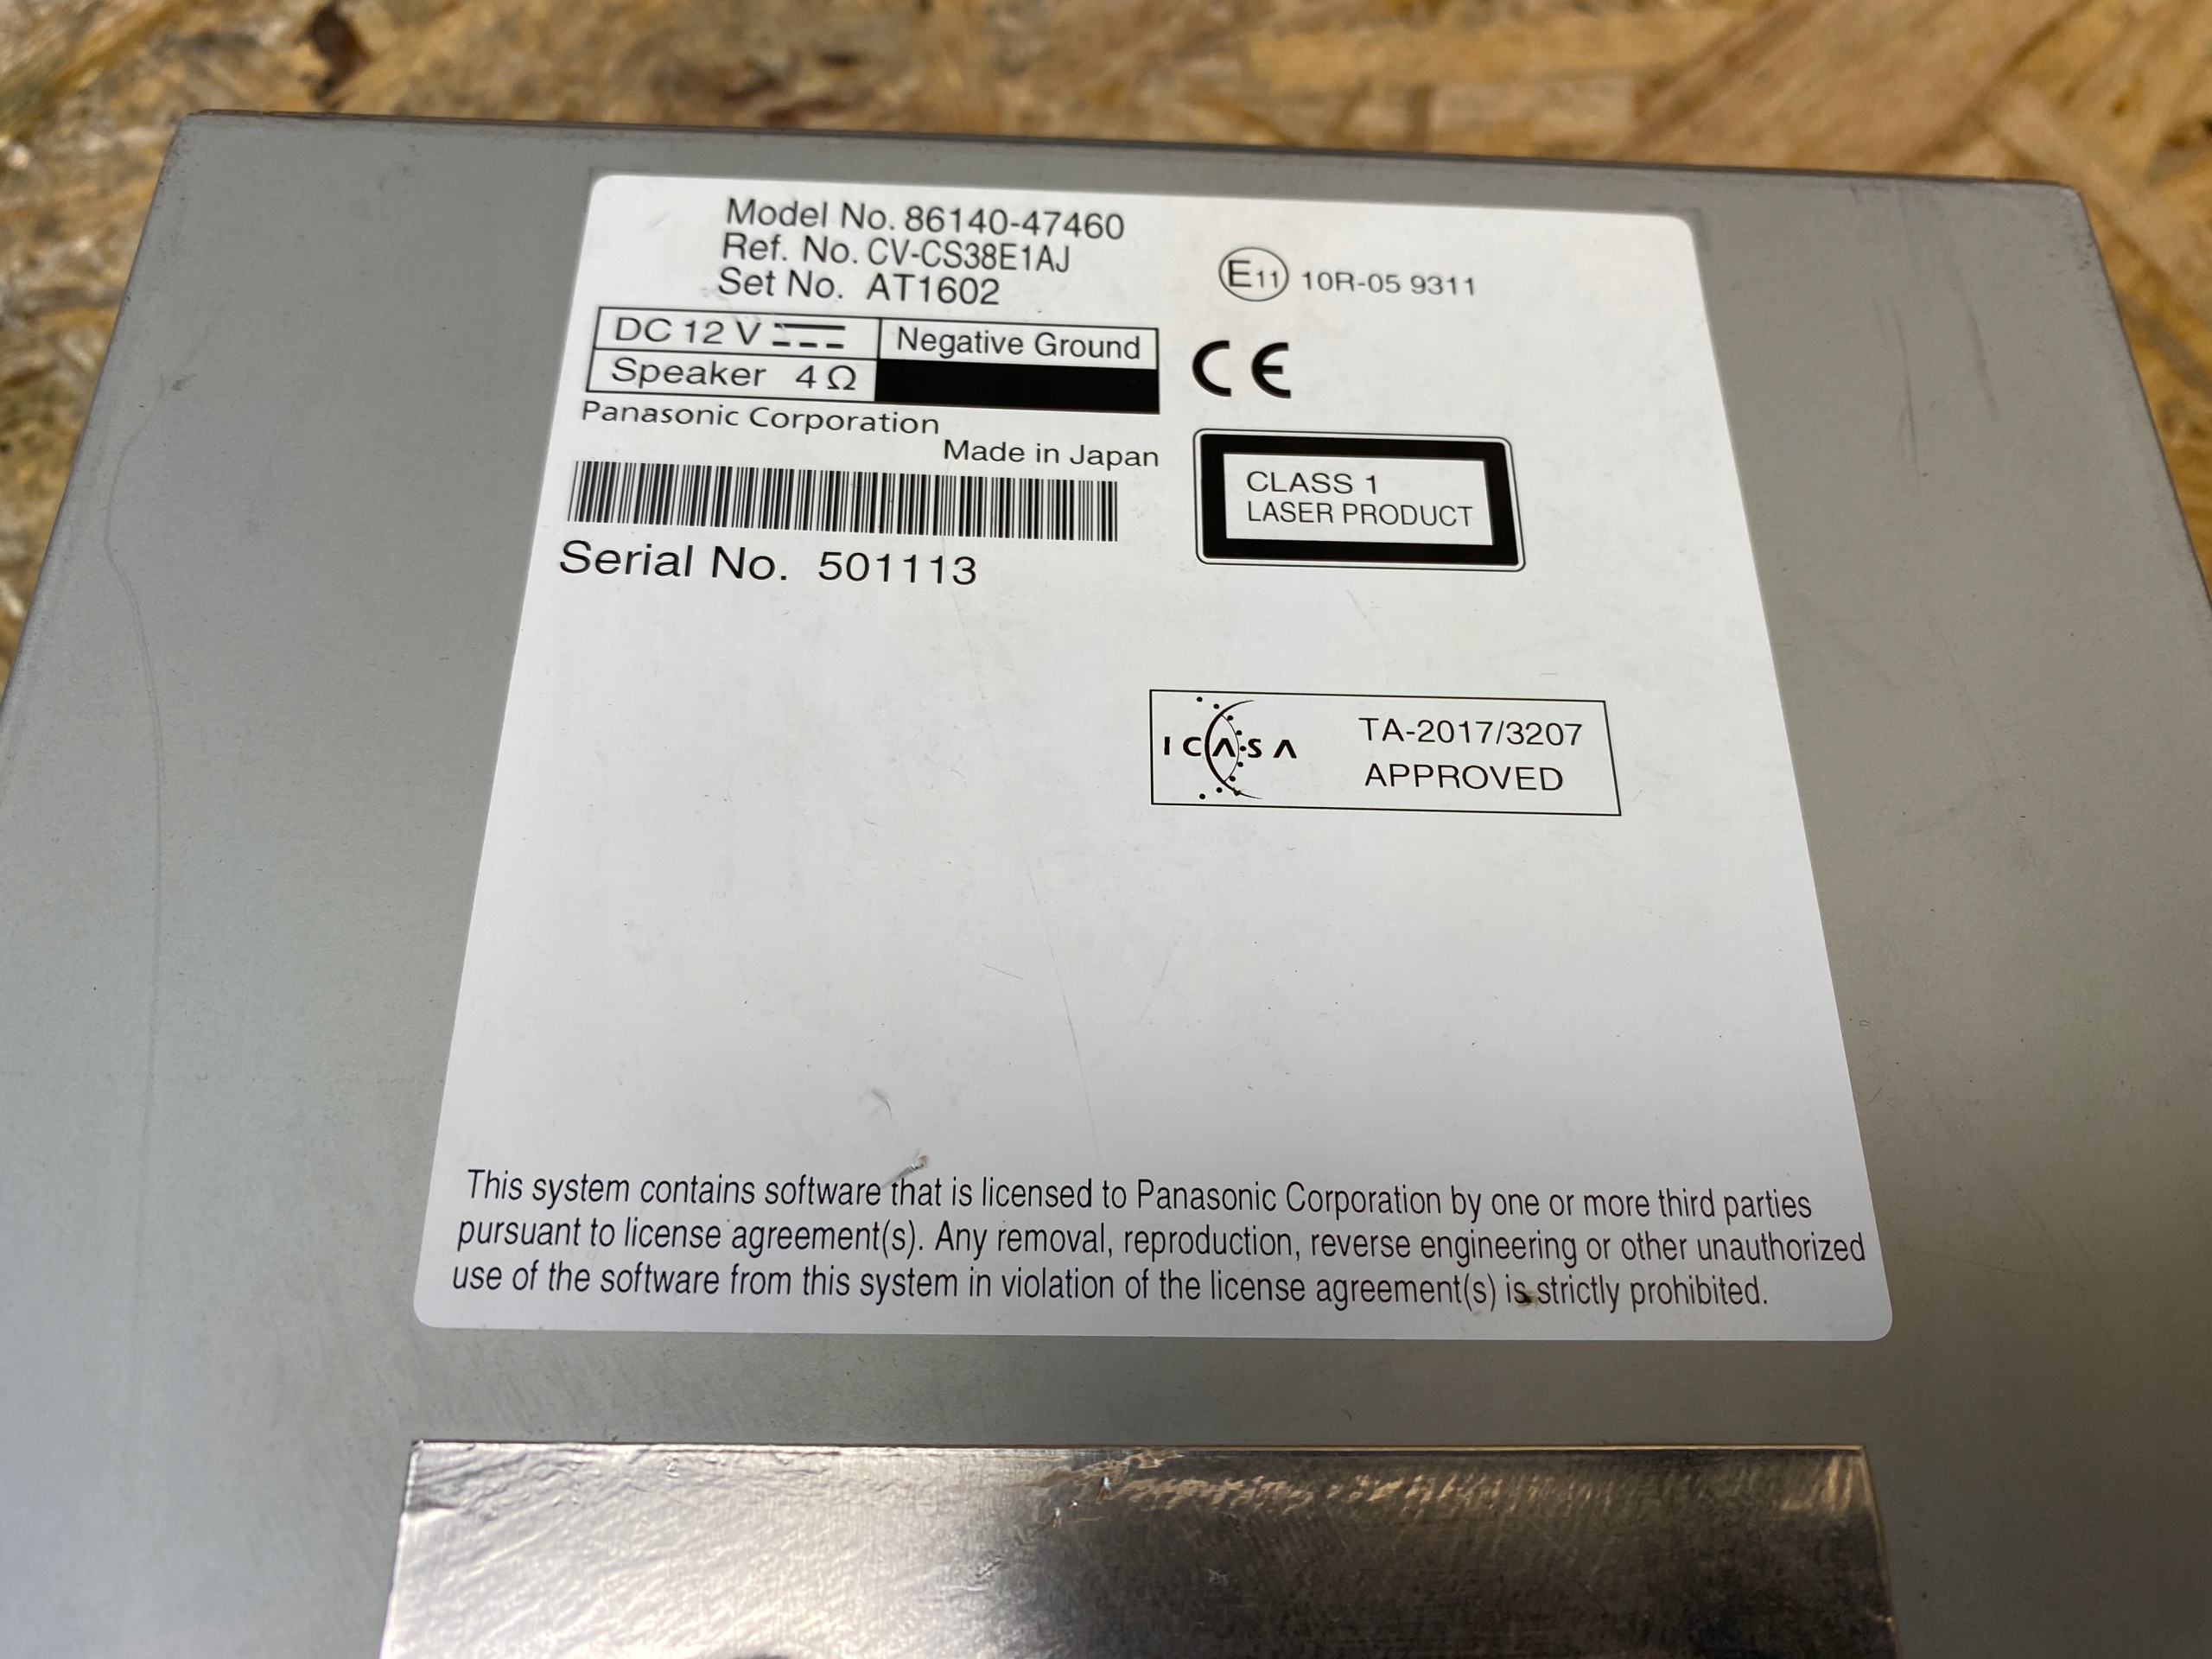 Model No. 86140-47460
Ref. No. CV-CS38E1AJ
Set No. AT1602
E11 10R-05 9311
DC 12 V ⎓ Negative Ground
Speaker 4 Ω
CE
Panasonic Corporation
Made in Japan
CLASS 1
LASER PRODUCT
Serial No. 501113
ICASA
TA-2017/3207
APPROVED
This system contains software that is licensed to Panasonic Corporation by one or more third parties
pursuant to license agreement(s). Any removal, reproduction, reverse engineering or other unauthorized
use of the software from this system in violation of the license agreement(s) is strictly prohibited.